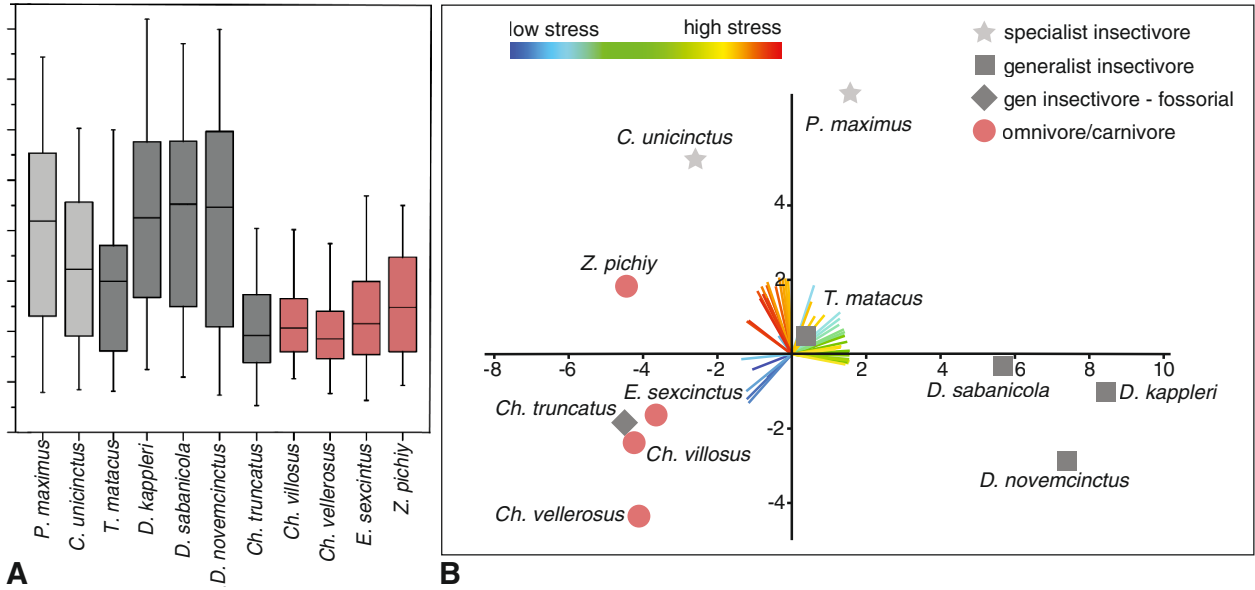 P. maximus
C. unicinctus
T. matacus
D. kappleri
D. sabanicola
D. novemcinctus
Ch. truncatus
Ch. villosus
Ch. vellerosus
E. sexcintus
Z. pichiy
A
low stress
high stress
specialist insectivore
generalist insectivore
gen insectivore - fossorial
omnivore/carnivore
P. maximus
C. unicinctus
4
Z. pichiy
2
T. matacus
-8
-6
-4
-2
2
4
6
8
10
E. sexcinctus
D. sabanicola
D. kappleri
Ch. truncatus
-2
Ch. villosus
D. novemcinctus
-4
Ch. vellerosus
B